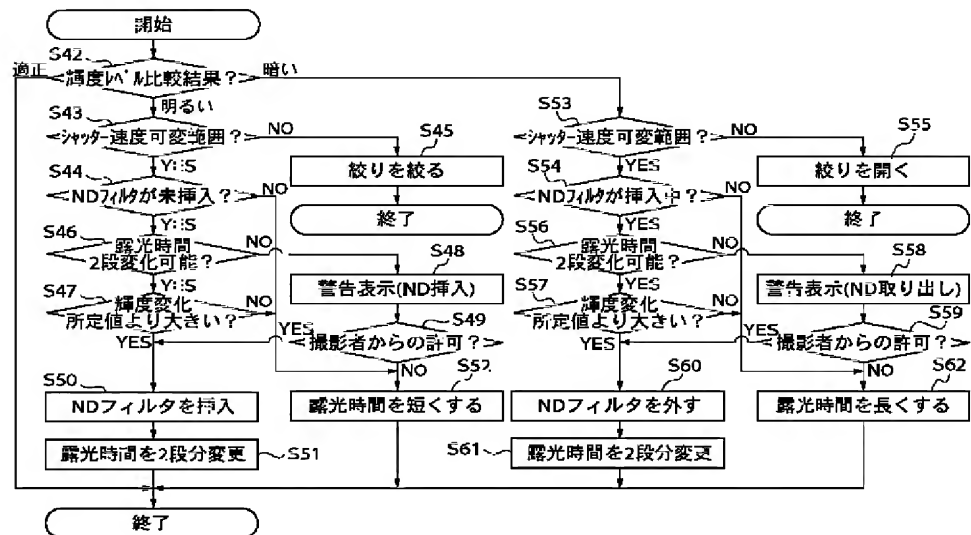 開始
S42
適正
輝度ﾚﾍﾞﾙ比較結果？
暗い
明るい
S43
ｼｬｯﾀｰ速度可変範囲？
NO
YES
S45
絞りを絞る
終了
S44
NDフィルタが未挿入？
NO
YES
S46
露光時間
2段変化可能？
NO
YES
S48
警告表示(ND挿入)
S47
輝度変化
所定値より大きい？
NO
YES
S49
撮影者からの許可？
YES
NO
S50
NDフィルタを挿入
S51
露光時間を2段分変更
S52
露光時間を短くする
S53
ｼｬｯﾀｰ速度可変範囲？
NO
YES
S55
絞りを開く
終了
S54
NDフィルタが挿入中？
NO
YES
S56
露光時間
2段変化可能？
NO
YES
S58
警告表示(ND取り出し)
S57
輝度変化
所定値より大きい？
NO
YES
S59
撮影者からの許可？
YES
NO
S60
NDフィルタを外す
S61
露光時間を2段分変更
S62
露光時間を長くする
終了